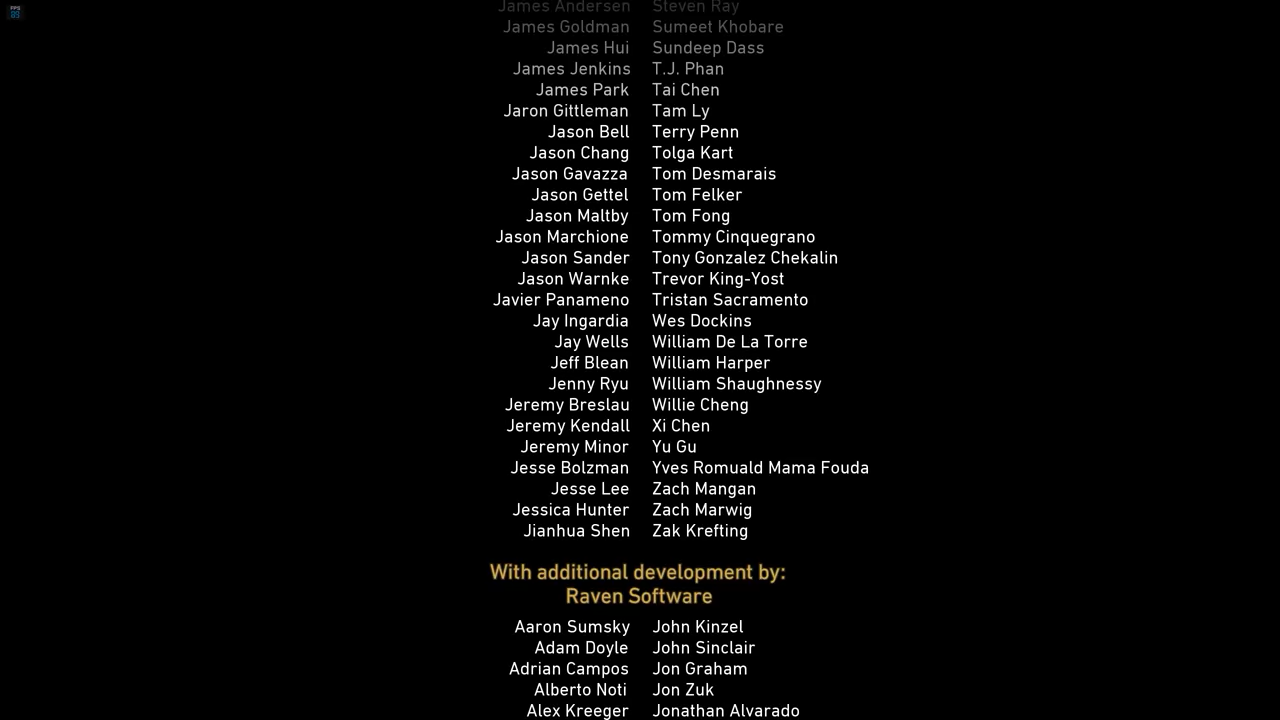 FPS
James Andersen Steven Ray
James Goldman Sumeet Khobare
James Hui Sundeep Dass
James Jenkins T.J. Phan
James Park Tai Chen
Jaron Gittleman Tam Ly
Jason Bell Terry Penn
Jason Chang Tolga Kart
Jason Gavazza Tom Desmarais
Jason Gettel Tom Felker
Jason Maltby Tom Fong
Jason Marchione Tommy Cinquegrano
Jason Sander Tony Gonzalez Chekalin
Jason Warnke Trevor King-Yost
Javier Panameno Tristan Sacramento
Jay Ingardia Wes Dockins
Jay Wells William De La Torre
Jeff Blean William Harper
Jenny Ryu William Shaughnessy
Jeremy Breslau Willie Cheng
Jeremy Kendall Xi Chen
Jeremy Minor Yu Gu
Jesse Bolzman Yves Romuald Mama Fouda
Jesse Lee Zach Mangan
Jessica Hunter Zach Marwig
Jianhua Shen Zak Krefting
With additional development by:
Raven Software
Aaron Sumsky John Kinzel
Adam Doyle John Sinclair
Adrian Campos Jon Graham
Alberto Noti Jon Zuk
Alex Kreeger Jonathan Alvarado